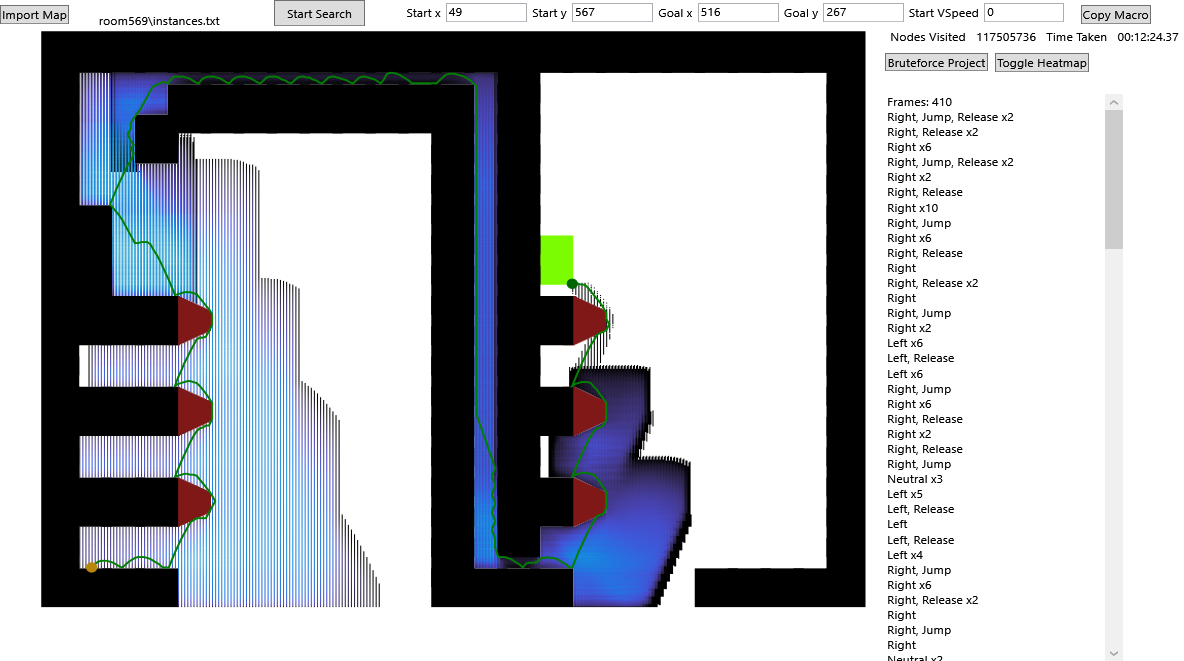 Import Map
room569\instances.txt
Start Search
Start x 49 Start y 567 Goal x 516 Goal y 267 Start VSpeed 0
Copy Macro
Nodes Visited 117505736 Time Taken 00:12:24.37
Bruteforce Project Toggle Heatmap
Frames: 410
Right, Jump, Release x2
Right, Release x2
Right x6
Right, Jump, Release x2
Right x2
Right, Release
Right x10
Right, Jump
Right x6
Right, Release
Right
Right, Release x2
Right
Right, Jump
Right x2
Left x6
Left, Release
Left x6
Right, Jump
Right x6
Right, Release
Right x2
Right, Release
Right, Jump
Neutral x3
Left x5
Left, Release
Left
Left, Release
Left x4
Right, Jump
Right x6
Right, Release x2
Right
Right, Jump
Right
Neutral x2